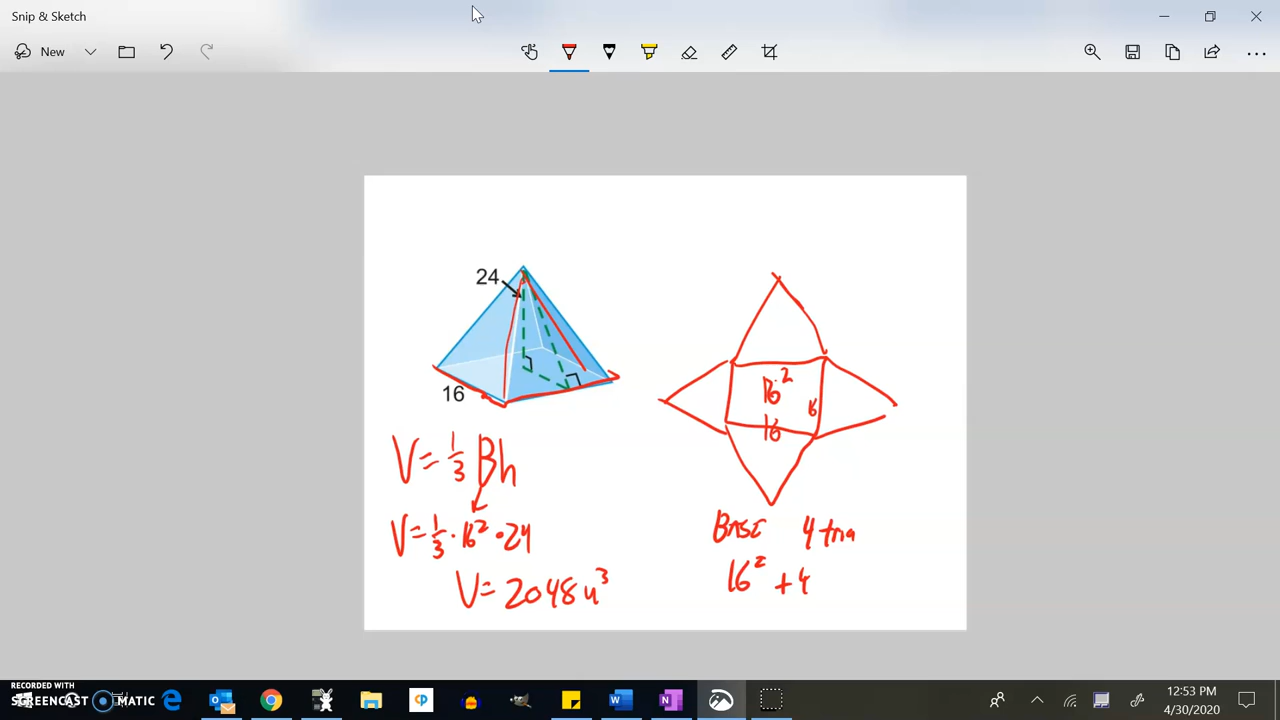 Snip & Sketch
New
24
16
V = 1/3 Bh
V = 1/3 · 16² · 24
V = 2048 u³
16²
16
16
BASE 4 tria
16² + 4
RECORDED WITH
SCREENCAST MATIC
12:53 PM
4/30/2020